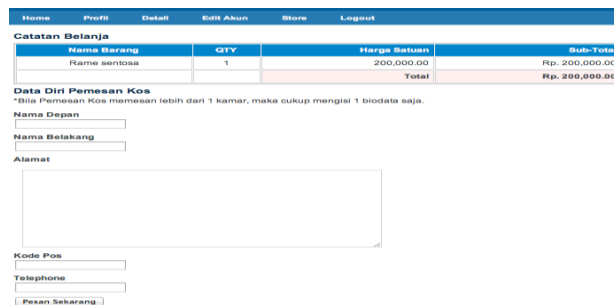 Home Profil Detail Edit Akun Store Logout
Catatan Belanja
Nama Barang QTY Harga Satuan Sub-Total
Rame sentosa 1 200,000.00 Rp. 200,000.00
Total Rp. 200,000.00
Data Diri Pemesan Kos
*Bila Pemesan Kos memesan lebih dari 1 kamar, maka cukup mengisi 1 biodata saja.
Nama Depan
Nama Belakang
Alamat
Kode Pos
Telephone
Pesan Sekarang